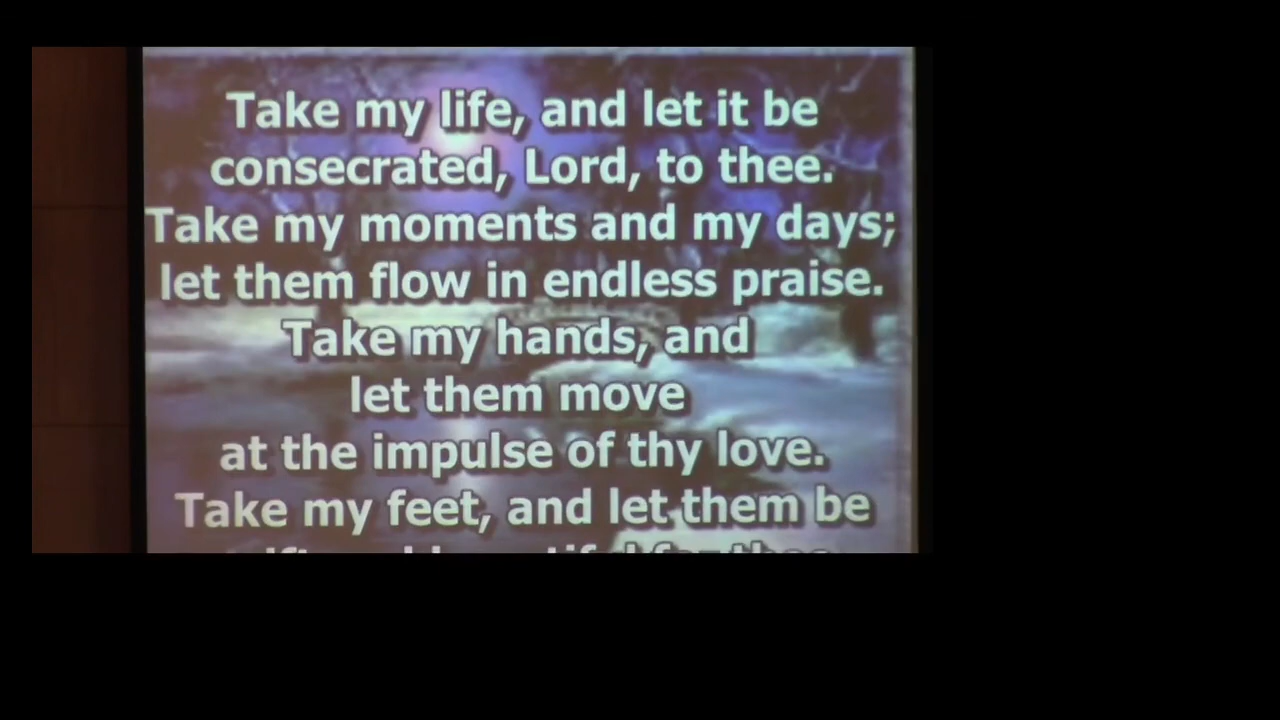 Take my life, and let it be
consecrated, Lord, to thee.
Take my moments and my days;
let them flow in endless praise.
Take my hands, and
let them move
at the impulse of thy love.
Take my feet, and let them be